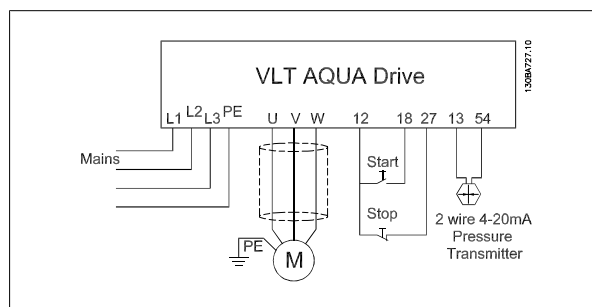 VLT AQUA Drive
130BA727.10
L1 L2 L3 PE U V W 12 18 27 13 54
Mains
Start
Stop
2 wire 4-20mA
Pressure
Transmitter
PE
M